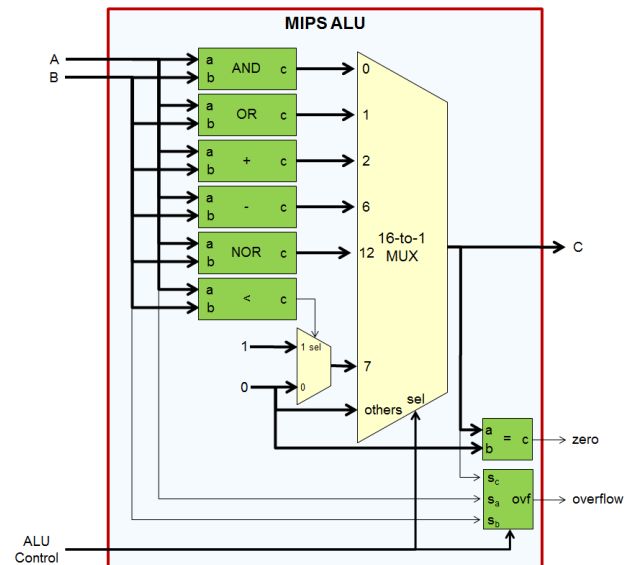 MIPS ALU
A
B
a
b
AND
c
0
a
b
OR
c
1
a
b
+
c
2
a
b
-
c
6
a
b
NOR
c
12
16-to-1
MUX
C
a
b
<
c
1
1 sel
0
0
7
others
sel
a
b
=
c
zero
sc
sa
sb
ovf
overflow
ALU
Control